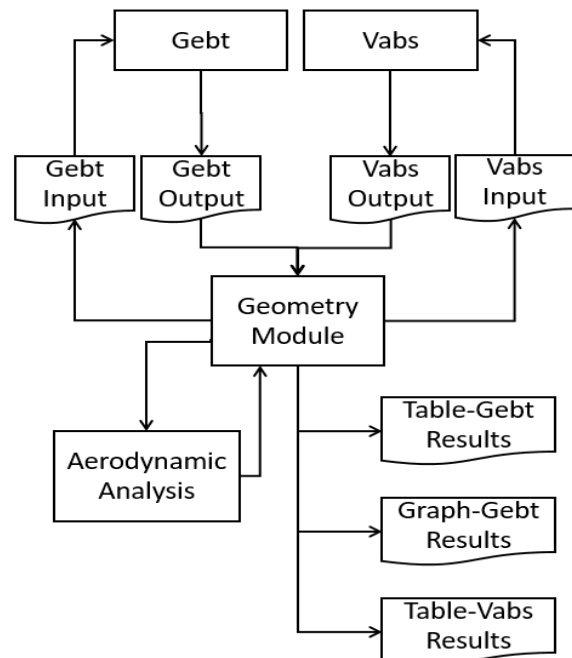 Gebt
Vabs
Gebt
Input
Gebt
Output
Vabs
Output
Vabs
Input
Geometry
Module
Aerodynamic
Analysis
Table-Gebt
Results
Graph-Gebt
Results
Table-Vabs
Results